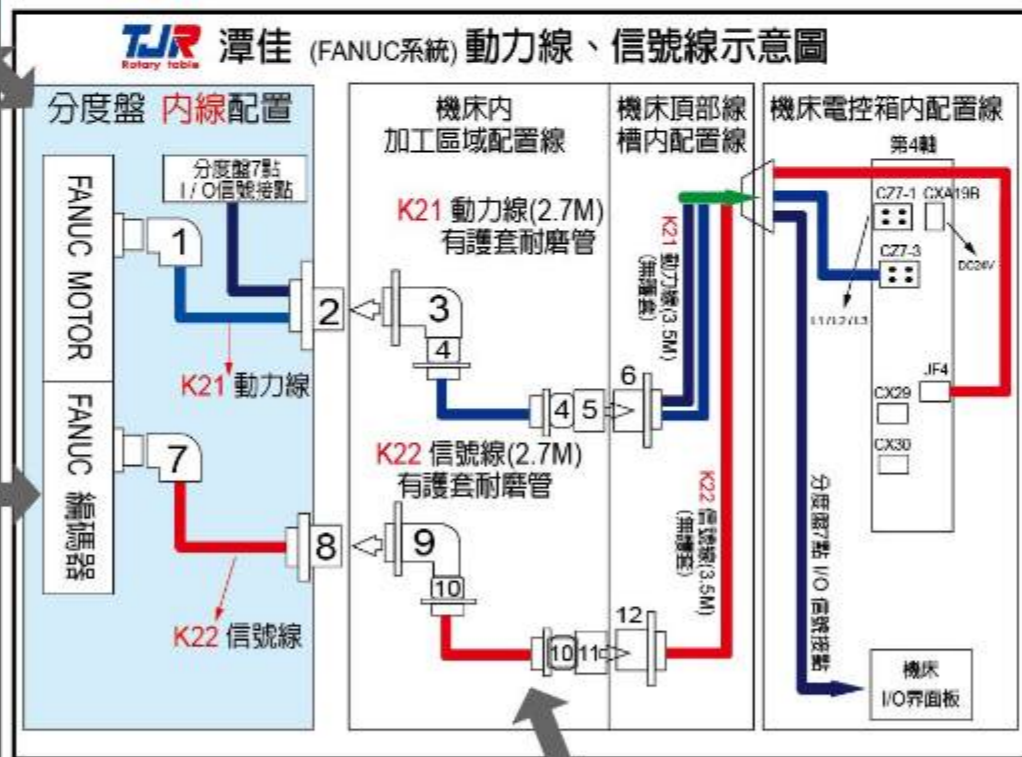 TJR
Rotary table
潭佳 (FANUC系統) 動力線、信號線示意圖
分度盤 內線配置
分度盤7點
I/O信號接點
FANUC MOTOR
FANUC 編碼器
1
2
K21 動力線
7
8
K22 信號線
機床內
加工區域配置線
K21 動力線(2.7M)
有護套耐磨管
3
4
4
5
K22 信號線(2.7M)
有護套耐磨管
9
10
10
11
機床頂部線
槽內配置線
K21 動力線(3.5M)
(無護套)
6
K22 信號線(3.5M)
(無護套)
12
機床電控箱內配置線
第4軸
CZ7-1 CXA19B
CZ7-3
DC24V
L1/L2/L3
JF4
CX29
CX30
分度盤7點 I/O 信號接點
機床
I/O界面板